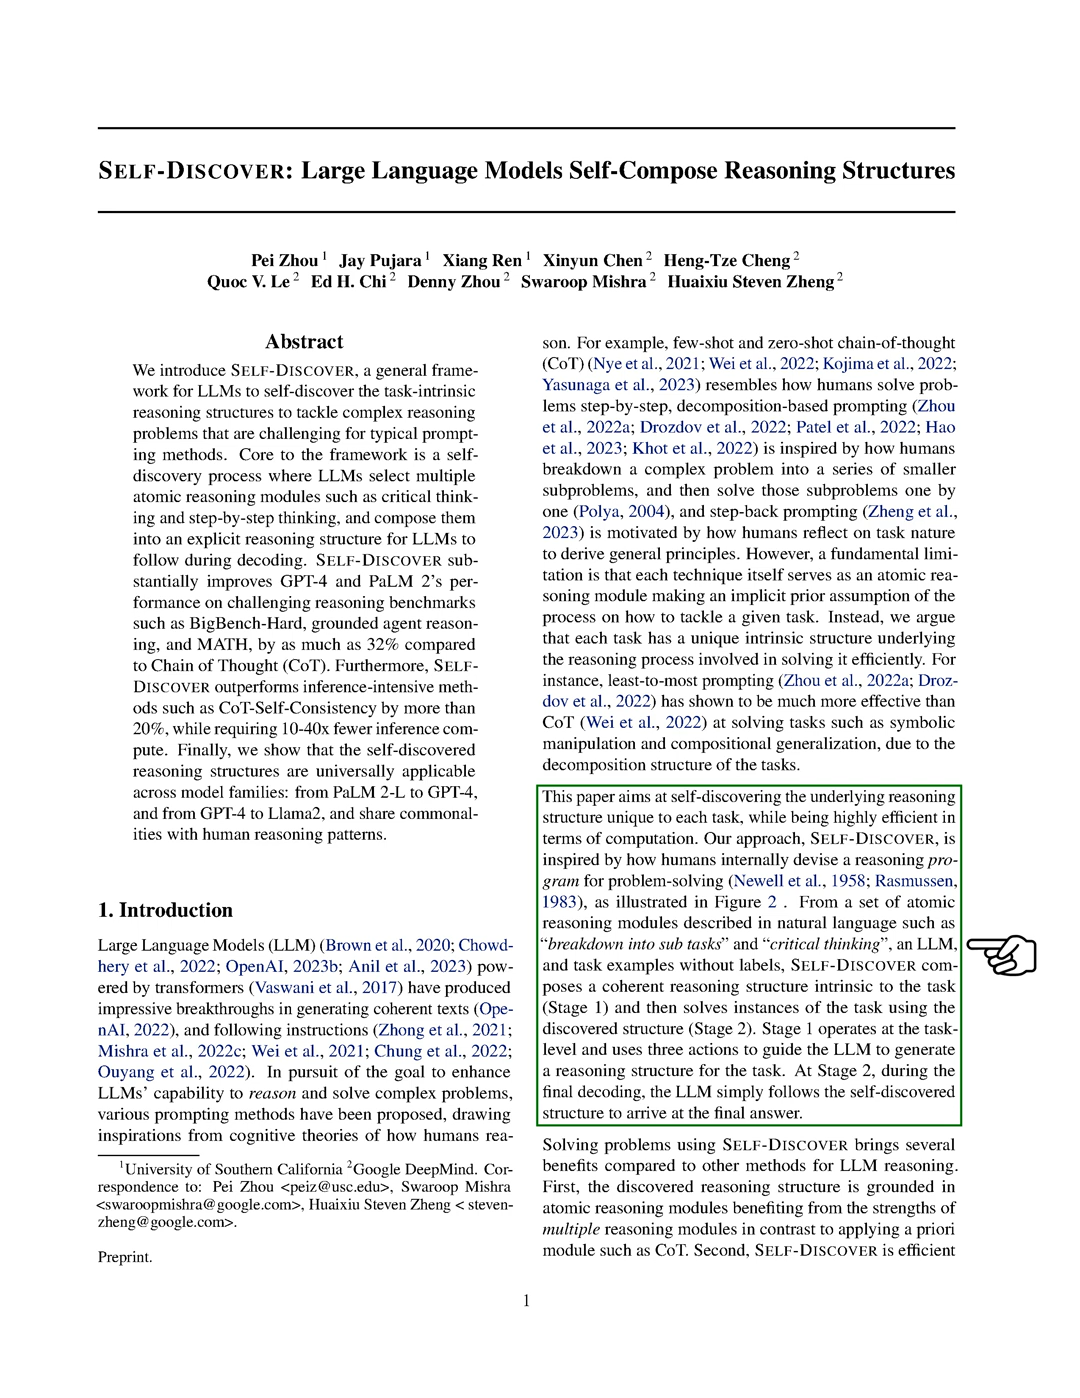 SELF-DISCOVER: Large Language Models Self-Compose Reasoning Structures
Pei Zhou 1 Jay Pujara 1 Xiang Ren 1 Xinyun Chen 2 Heng-Tze Cheng 2
Quoc V. Le 2 Ed H. Chi 2 Denny Zhou 2 Swaroop Mishra 2 Huaixiu Steven Zheng 2
Abstract
We introduce SELF-DISCOVER, a general frame-
work for LLMs to self-discover the task-intrinsic
reasoning structures to tackle complex reasoning
problems that are challenging for typical prompt-
ing methods. Core to the framework is a self-
discovery process where LLMs select multiple
atomic reasoning modules such as critical think-
ing and step-by-step thinking, and compose them
into an explicit reasoning structure for LLMs to
follow during decoding. SELF-DISCOVER sub-
stantially improves GPT-4 and PaLM 2's per-
formance on challenging reasoning benchmarks
such as BigBench-Hard, grounded agent reason-
ing, and MATH, by as much as 32% compared
to Chain of Thought (CoT). Furthermore, SELF-
DISCOVER outperforms inference-intensive meth-
ods such as CoT-Self-Consistency by more than
20%, while requiring 10-40x fewer inference com-
pute. Finally, we show that the self-discovered
reasoning structures are universally applicable
across model families: from PaLM 2-L to GPT-4,
and from GPT-4 to Llama2, and share commonal-
ities with human reasoning patterns.
1. Introduction
Large Language Models (LLM) (Brown et al., 2020; Chowd-
hery et al., 2022; OpenAI, 2023b; Anil et al., 2023) pow-
ered by transformers (Vaswani et al., 2017) have produced
impressive breakthroughs in generating coherent texts (Ope-
nAI, 2022), and following instructions (Zhong et al., 2021;
Mishra et al., 2022c; Wei et al., 2021; Chung et al., 2022;
Ouyang et al., 2022). In pursuit of the goal to enhance
LLMs' capability to reason and solve complex problems,
various prompting methods have been proposed, drawing
inspirations from cognitive theories of how humans rea-
1University of Southern California 2Google DeepMind. Cor-
respondence to: Pei Zhou <peiz@usc.edu>, Swaroop Mishra
<swaroopmishra@google.com>, Huaixiu Steven Zheng < steven-
zheng@google.com>.
Preprint.
son. For example, few-shot and zero-shot chain-of-thought
(CoT) (Nye et al., 2021; Wei et al., 2022; Kojima et al., 2022;
Yasunaga et al., 2023) resembles how humans solve prob-
lems step-by-step, decomposition-based prompting (Zhou
et al., 2022a; Drozdov et al., 2022; Patel et al., 2022; Hao
et al., 2023; Khot et al., 2022) is inspired by how humans
breakdown a complex problem into a series of smaller
subproblems, and then solve those subproblems one by
one (Polya, 2004), and step-back prompting (Zheng et al.,
2023) is motivated by how humans reflect on task nature
to derive general principles. However, a fundamental limi-
tation is that each technique itself serves as an atomic rea-
soning module making an implicit prior assumption of the
process on how to tackle a given task. Instead, we argue
that each task has a unique intrinsic structure underlying
the reasoning process involved in solving it efficiently. For
instance, least-to-most prompting (Zhou et al., 2022a; Droz-
dov et al., 2022) has shown to be much more effective than
CoT (Wei et al., 2022) at solving tasks such as symbolic
manipulation and compositional generalization, due to the
decomposition structure of the tasks.
This paper aims at self-discovering the underlying reasoning
structure unique to each task, while being highly efficient in
terms of computation. Our approach, SELF-DISCOVER, is
inspired by how humans internally devise a reasoning pro-
gram for problem-solving (Newell et al., 1958; Rasmussen,
1983), as illustrated in Figure 2 . From a set of atomic
reasoning modules described in natural language such as
“breakdown into sub tasks” and “critical thinking”, an LLM,
and task examples without labels, SELF-DISCOVER com-
poses a coherent reasoning structure intrinsic to the task
(Stage 1) and then solves instances of the task using the
discovered structure (Stage 2). Stage 1 operates at the task-
level and uses three actions to guide the LLM to generate
a reasoning structure for the task. At Stage 2, during the
final decoding, the LLM simply follows the self-discovered
structure to arrive at the final answer.
Solving problems using SELF-DISCOVER brings several
benefits compared to other methods for LLM reasoning.
First, the discovered reasoning structure is grounded in
atomic reasoning modules benefiting from the strengths of
multiple reasoning modules in contrast to applying a priori
module such as CoT. Second, SELF-DISCOVER is efficient
1